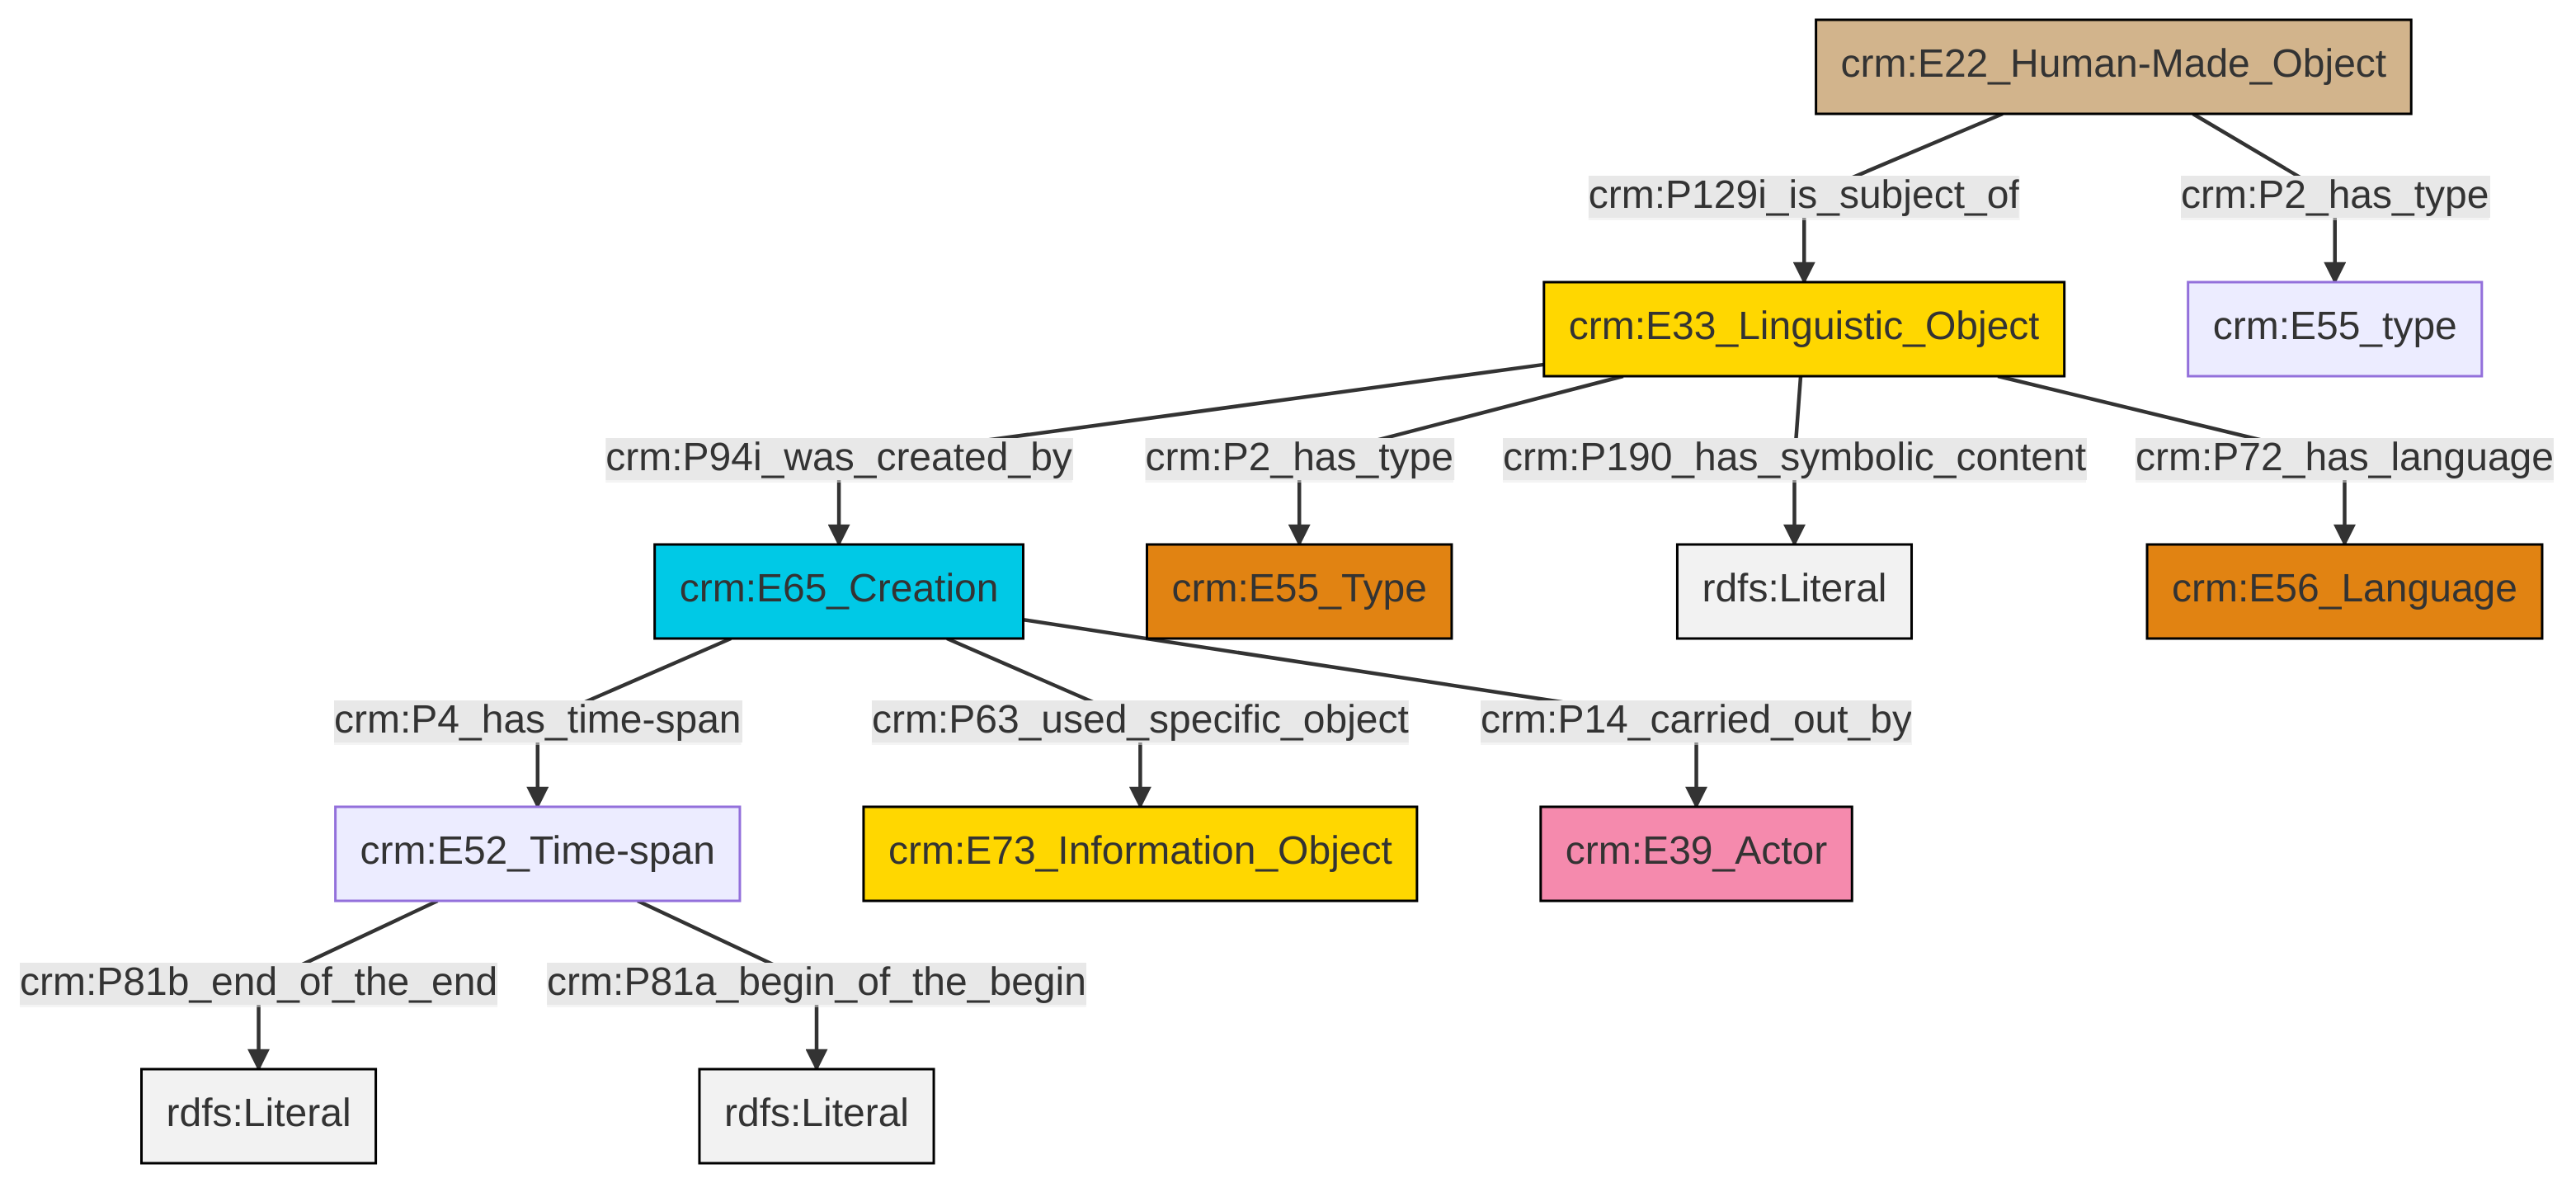 crm:E22_Human-Made_Object
crm:P129i_is_subject_of
crm:P2_has_type
crm:E33_Linguistic_Object
crm:E55_type
crm:P94i_was_created_by
crm:P2_has_type
crm:P190_has_symbolic_content
crm:P72_has_language
crm:E65_Creation
crm:E55_Type
rdfs:Literal
crm:E56_Language
crm:P4_has_time-span
crm:P63_used_specific_object
crm:P14_carried_out_by
crm:E52_Time-span
crm:E73_Information_Object
crm:E39_Actor
crm:P81b_end_of_the_end
crm:P81a_begin_of_the_begin
rdfs:Literal
rdfs:Literal